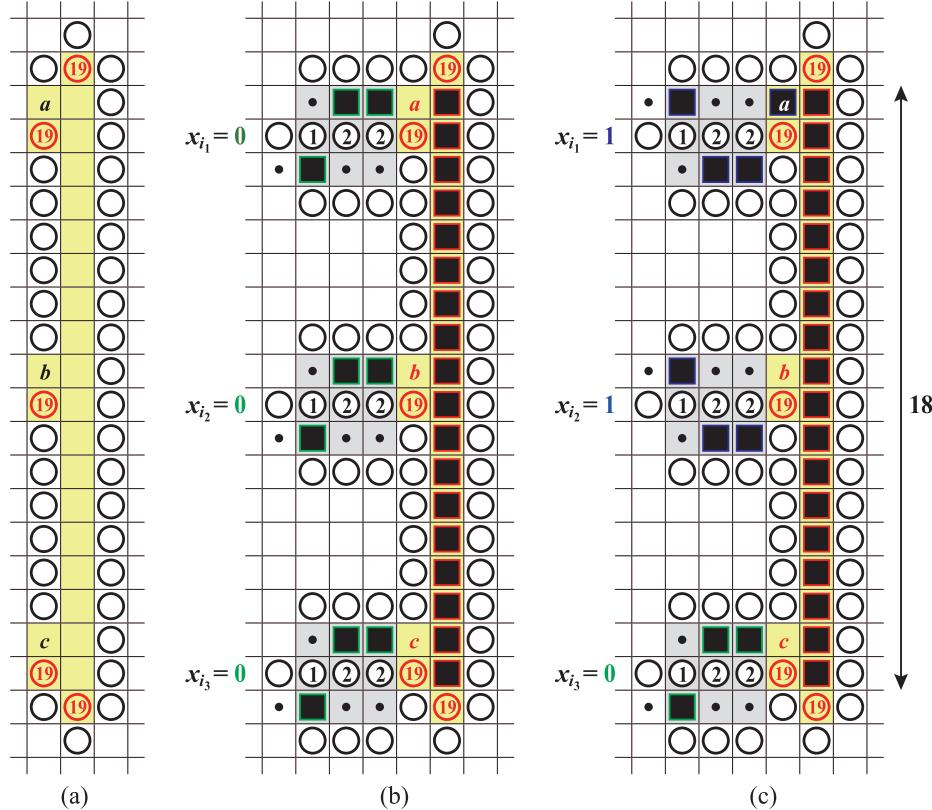 19 19
a a a
19 x_{i_1} = 0 1 2 2 19 x_{i_1} = 1 1 2 2 19
b b b
19 x_{i_2} = 0 1 2 2 19 x_{i_2} = 1 1 2 2 19 18
c c c
19 x_{i_3} = 0 1 2 2 19 x_{i_3} = 0 1 2 2 19
19 19 19
(a) (b) (c)